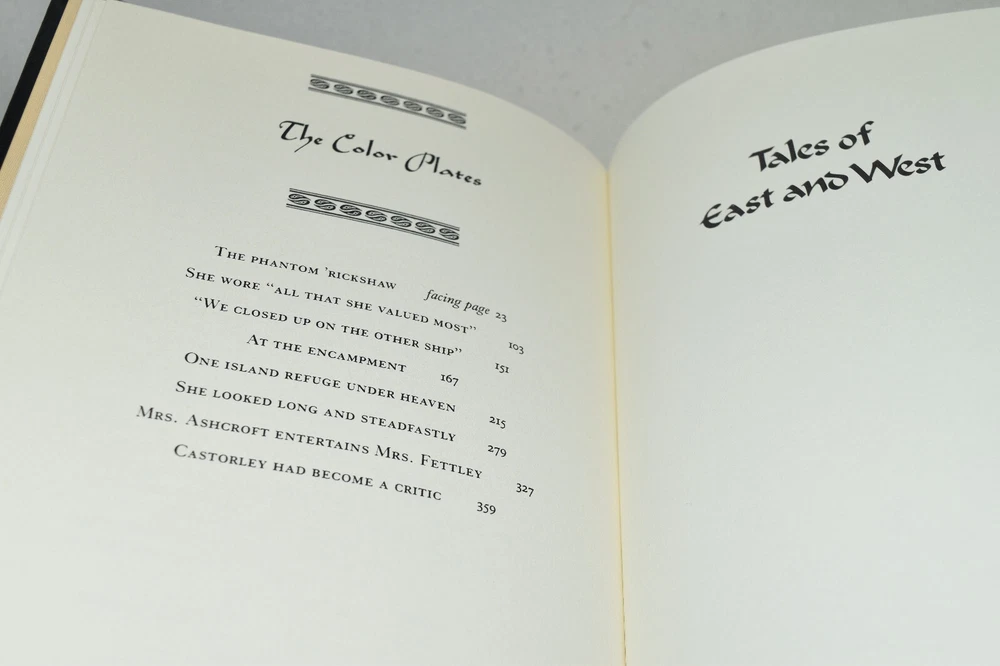 The Color Plates
The phantom 'rickshaw facing page 23
She wore “all that she valued most” 103
“We closed up on the other ship” 151
At the encampment 167
One island refuge under heaven 215
She looked long and steadfastly 279
Mrs. Ashcroft entertains Mrs. Fettley 327
Castorley had become a critic 359
Tales of
East and West